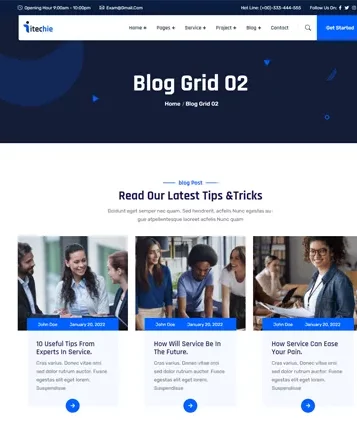 Opening Hour 9:00am - 10:00pm
Exam@Gmail.Com
Hot Line: (+00)-333-444-555
Follow Us On:
itechie
Home +
Pages +
Service +
Project +
Blog +
Contact
Get Started
Blog Grid 02
Home / Blog Grid 02
blog Post
Read Our Latest Tips &Tricks
Dcidunt eget semper nec quam. Sed hendrerit, acfelis Nunc egestas au
gue atpellentesque laoreet acfelis Nunc quam
John Doe
January 20, 2022
10 Useful Tips From
Experts In Service.
Cras varius. Donec vitae orci
sed dolor rutrum auctor. Fusce
egestas elit eget lorem.
Suspendisse
John Doe
January 20, 2022
How Will Service Be In
The Future.
Cras varius. Donec vitae orci
sed dolor rutrum auctor. Fusce
egestas elit eget lorem.
Suspendisse
John Doe
January 20, 2022
How Service Can Ease
Your Pain.
Cras varius. Donec vitae orci
sed dolor rutrum auctor. Fusce
egestas elit eget lorem.
Suspendisse